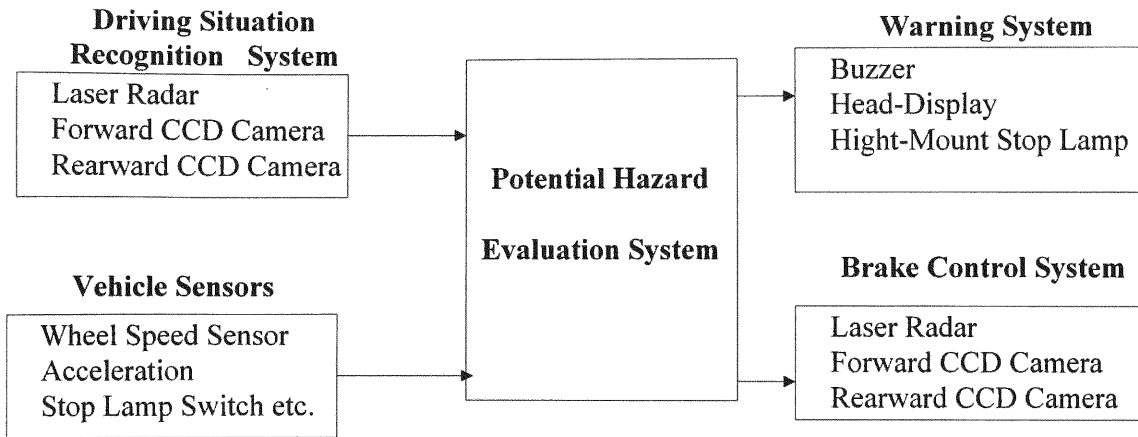 Driving Situation
Recognition System
Laser Radar
Forward CCD Camera
Rearward CCD Camera
Vehicle Sensors
Wheel Speed Sensor
Acceleration
Stop Lamp Switch etc.
Potential Hazard
Evaluation System
Warning System
Buzzer
Head-Display
Hight-Mount Stop Lamp
Brake Control System
Laser Radar
Forward CCD Camera
Rearward CCD Camera